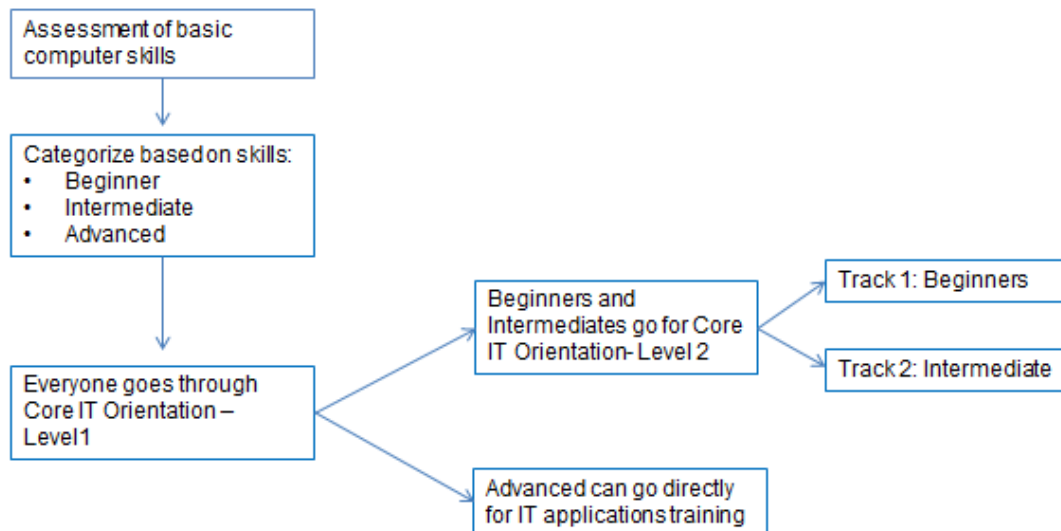 Assessment of basic
computer skills
Categorize based on skills:
• Beginner
• Intermediate
• Advanced
Everyone goes through
Core IT Orientation –
Level1
Beginners and
Intermediates go for Core
IT Orientation- Level 2
Track 1: Beginners
Track 2: Intermediate
Advanced can go directly
for IT applications training